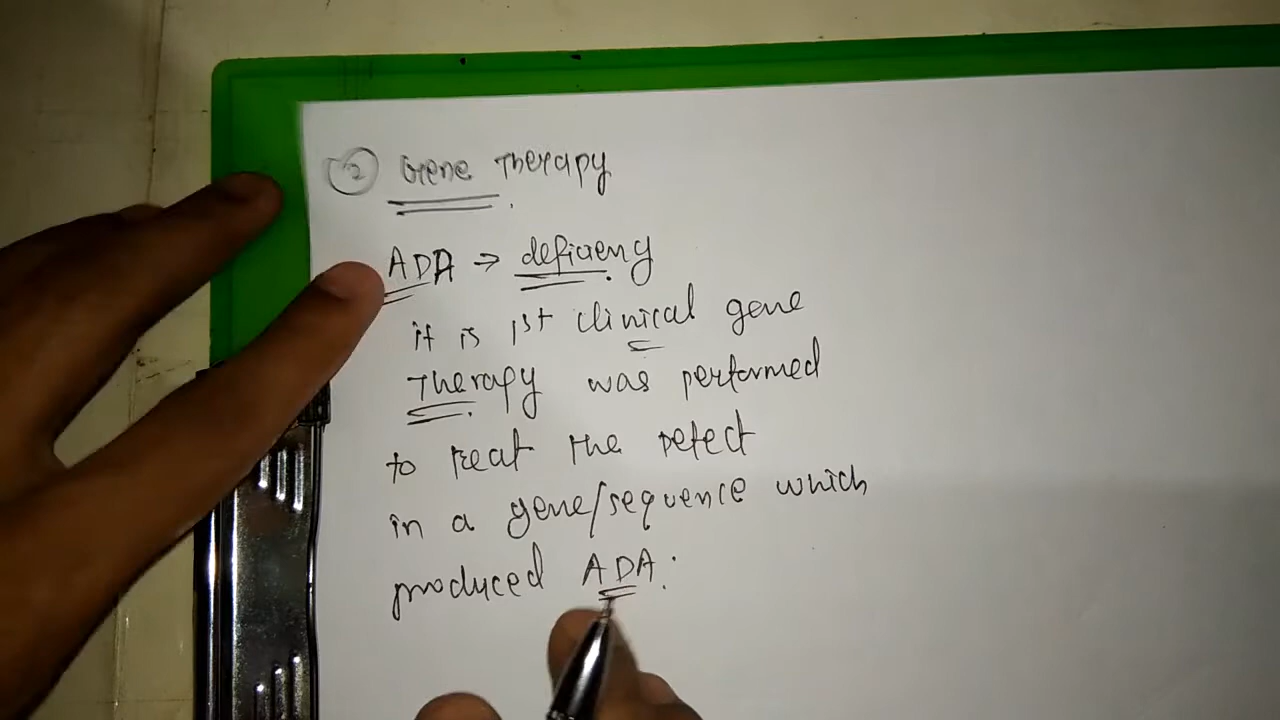 2 Gene Therapy
ADA → deficieny
it is 1st clinical gene
Therapy was performed
to treat the Defect
in a gene/sequence which
produced ADA.